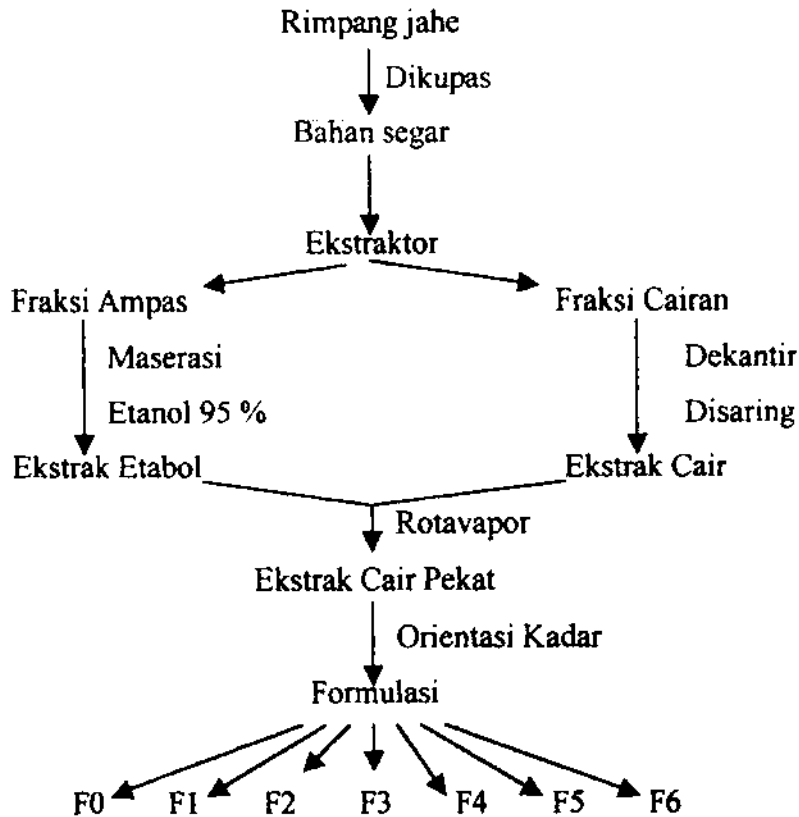 Rimpang jahe
Dikupas
Bahan segar
Ekstraktor
Fraksi Ampas
Fraksi Cairan
Maserasi
Dekantir
Etanol 95 %
Disaring
Ekstrak Etabol
Ekstrak Cair
Rotavapor
Ekstrak Cair Pekat
Orientasi Kadar
Formulasi
F0 F1 F2 F3 F4 F5 F6